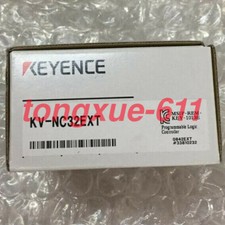 KEYENCE
tongxue-611
KV-NC32EXT
Programmable Logic
Controller